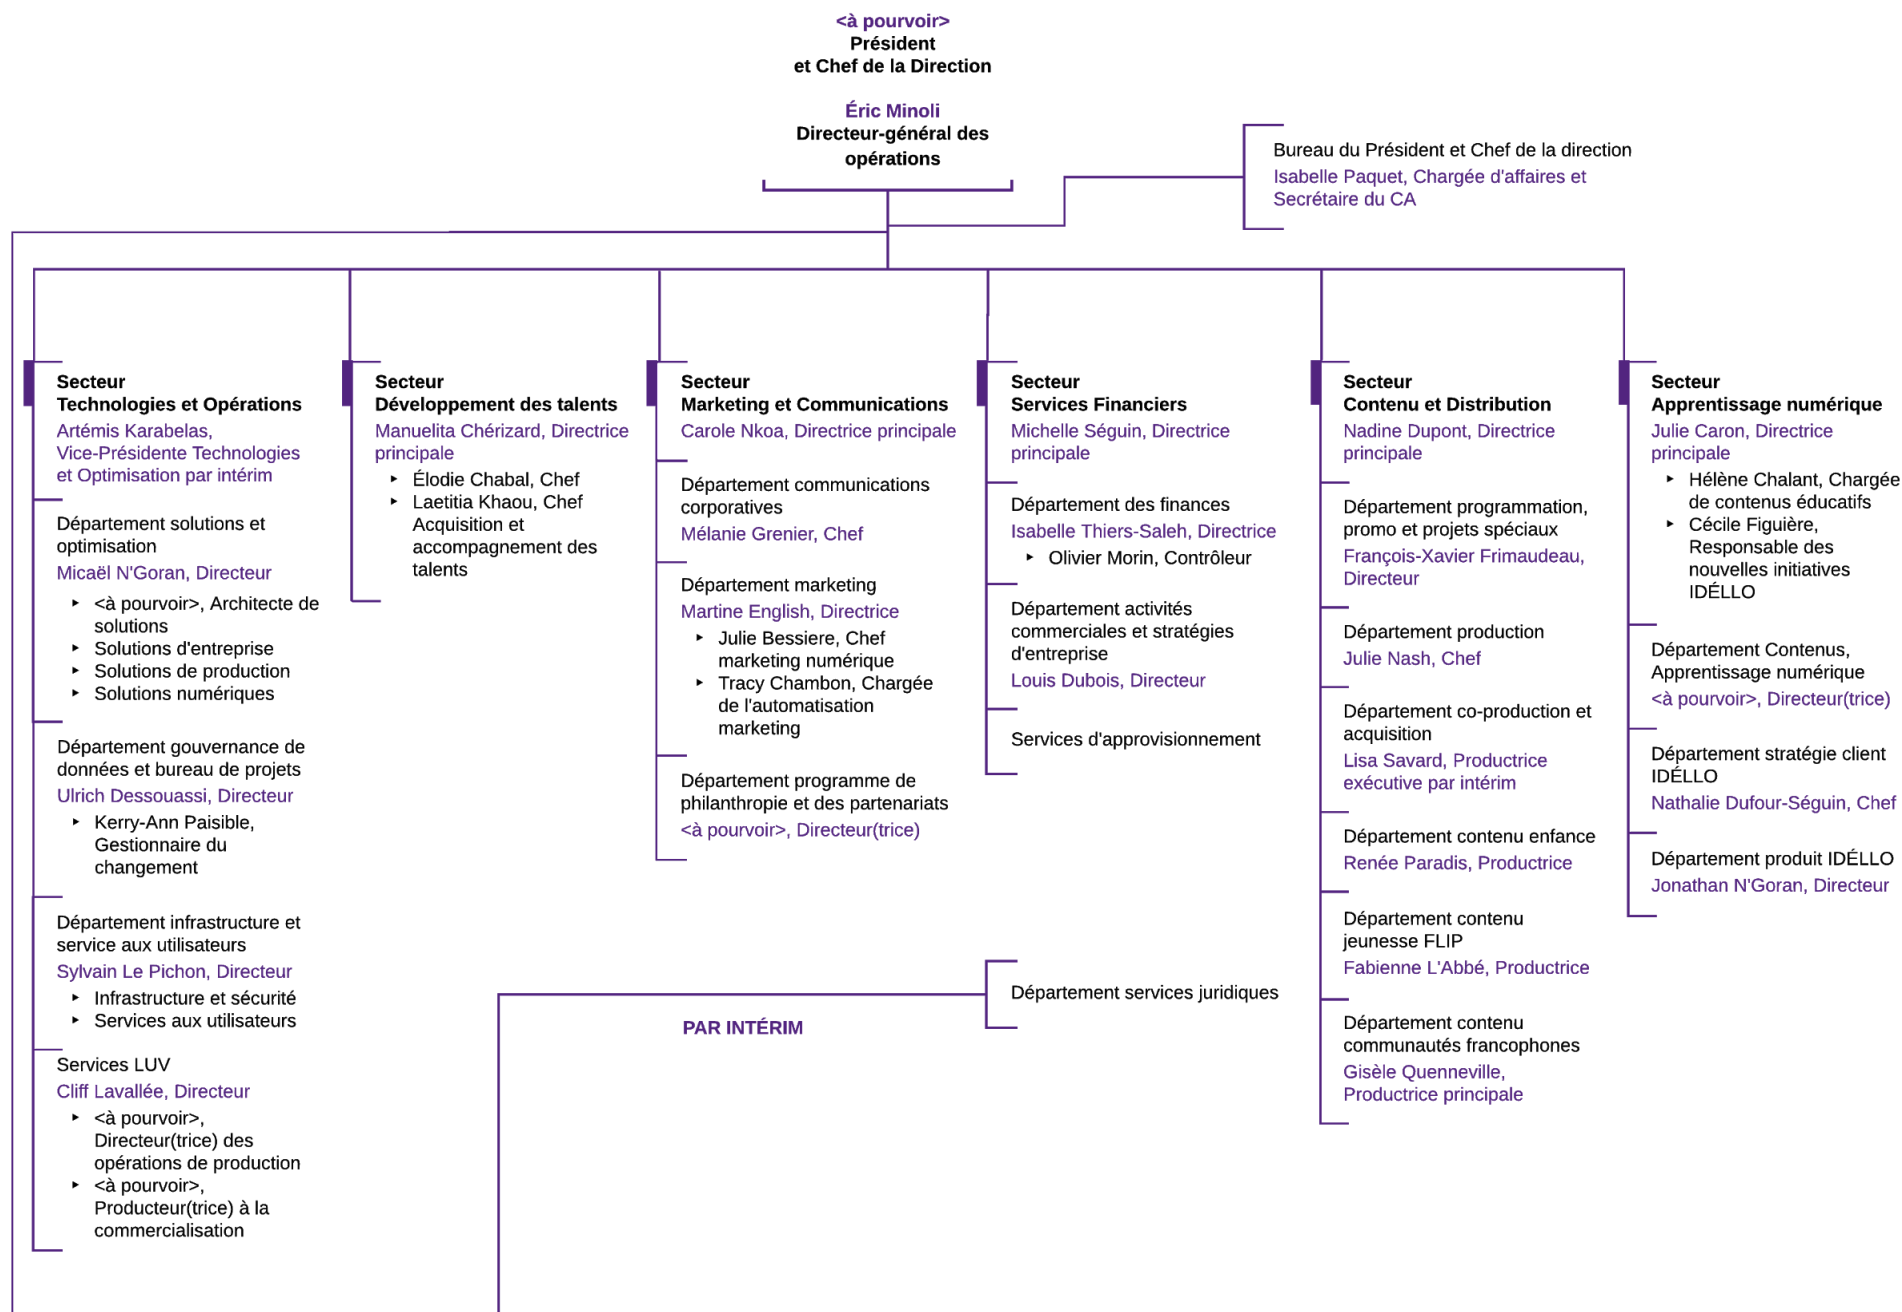 <à pourvoir>
Président
et Chef de la Direction
Éric Minoli
Directeur-général des
opérations
Bureau du Président et Chef de la direction
Isabelle Paquet, Chargée d'affaires et
Secrétaire du CA
Secteur
Technologies et Opérations
Artémis Karabelas,
Vice-Présidente Technologies
et Optimisation par intérim
Département solutions et
optimisation
Micaël N'Goran, Directeur
‣ <à pourvoir>, Architecte de
solutions
‣ Solutions d'entreprise
‣ Solutions de production
‣ Solutions numériques
Département gouvernance de
données et bureau de projets
Ulrich Dessouassi, Directeur
‣ Kerry-Ann Paisible,
Gestionnaire du
changement
Département infrastructure et
service aux utilisateurs
Sylvain Le Pichon, Directeur
‣ Infrastructure et sécurité
‣ Services aux utilisateurs
Services LUV
Cliff Lavallée, Directeur
‣ <à pourvoir>,
Directeur(trice) des
opérations de production
‣ <à pourvoir>,
Producteur(trice) à la
commercialisation
Secteur
Développement des talents
Manuelita Chérizard, Directrice
principale
‣ Élodie Chabal, Chef
‣ Laetitia Khaou, Chef
Acquisition et
accompagnement des
talents
Secteur
Marketing et Communications
Carole Nkoa, Directrice principale
Département communications
corporatives
Mélanie Grenier, Chef
Département marketing
Martine English, Directrice
‣ Julie Bessiere, Chef
marketing numérique
‣ Tracy Chambon, Chargée
de l'automatisation
marketing
Département programme de
philanthropie et des partenariats
<à pourvoir>, Directeur(trice)
Secteur
Services Financiers
Michelle Séguin, Directrice
principale
Département des finances
Isabelle Thiers-Saleh, Directrice
‣ Olivier Morin, Contrôleur
Département activités
commerciales et stratégies
d'entreprise
Louis Dubois, Directeur
Services d'approvisionnement
Département services juridiques
PAR INTÉRIM
Secteur
Contenu et Distribution
Nadine Dupont, Directrice
principale
Département programmation,
promo et projets spéciaux
François-Xavier Frimaudeau,
Directeur
Département production
Julie Nash, Chef
Département co-production et
acquisition
Lisa Savard, Productrice
exécutive par intérim
Département contenu enfance
Renée Paradis, Productrice
Département contenu
jeunesse FLIP
Fabienne L'Abbé, Productrice
Département contenu
communautés francophones
Gisèle Quenneville,
Productrice principale
Secteur
Apprentissage numérique
Julie Caron, Directrice
principale
‣ Hélène Chalant, Chargée
de contenus éducatifs
‣ Cécile Figuière,
Responsable des
nouvelles initiatives
IDÉLLO
Département Contenus,
Apprentissage numérique
<à pourvoir>, Directeur(trice)
Département stratégie client
IDÉLLO
Nathalie Dufour-Séguin, Chef
Département produit IDÉLLO
Jonathan N'Goran, Directeur